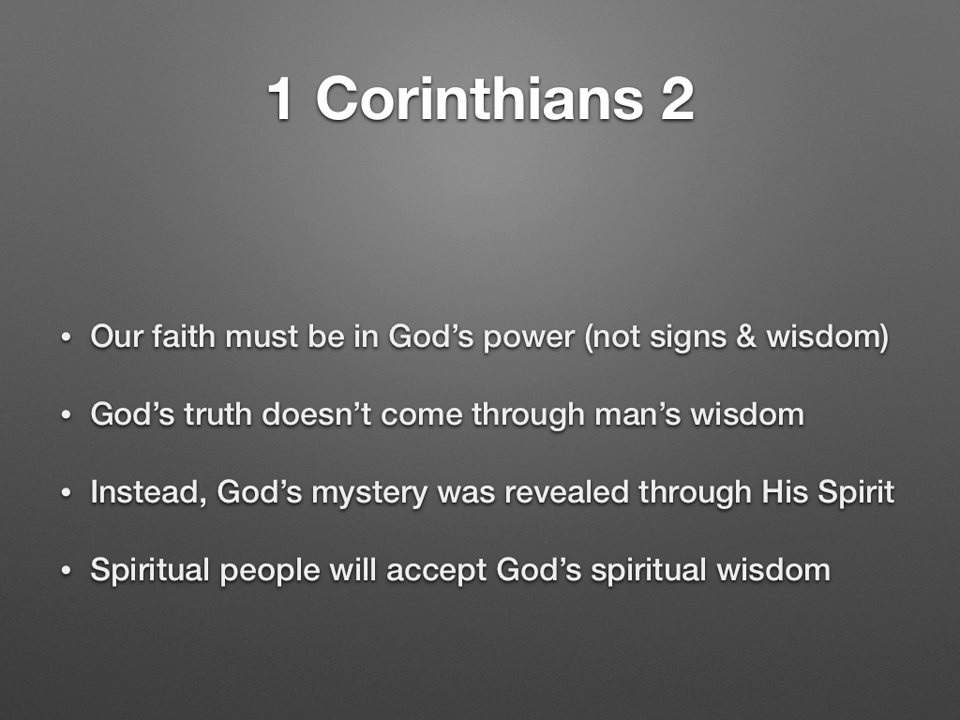 1 Corinthians 2
• Our faith must be in God’s power (not signs & wisdom)
• God’s truth doesn’t come through man’s wisdom
• Instead, God’s mystery was revealed through His Spirit
• Spiritual people will accept God’s spiritual wisdom